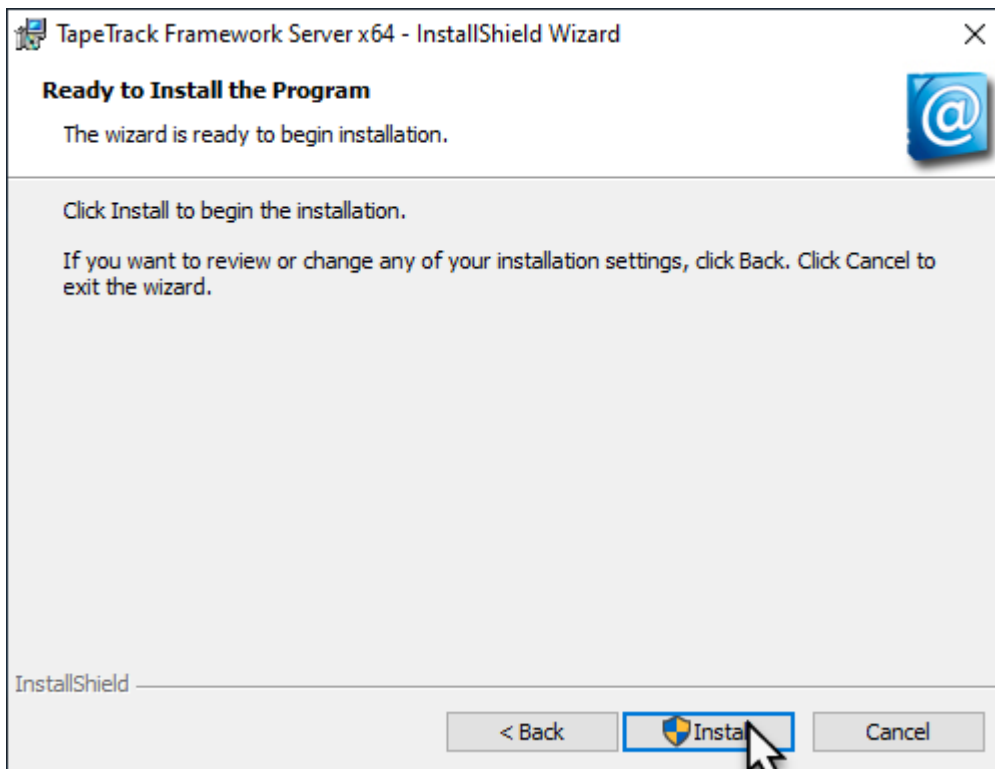 TapeTrack Framework Server x64 - InstallShield Wizard
Ready to Install the Program
The wizard is ready to begin installation.
Click Install to begin the installation.
If you want to review or change any of your installation settings, click Back. Click Cancel to
exit the wizard.
InstallShield
< Back
Install
Cancel